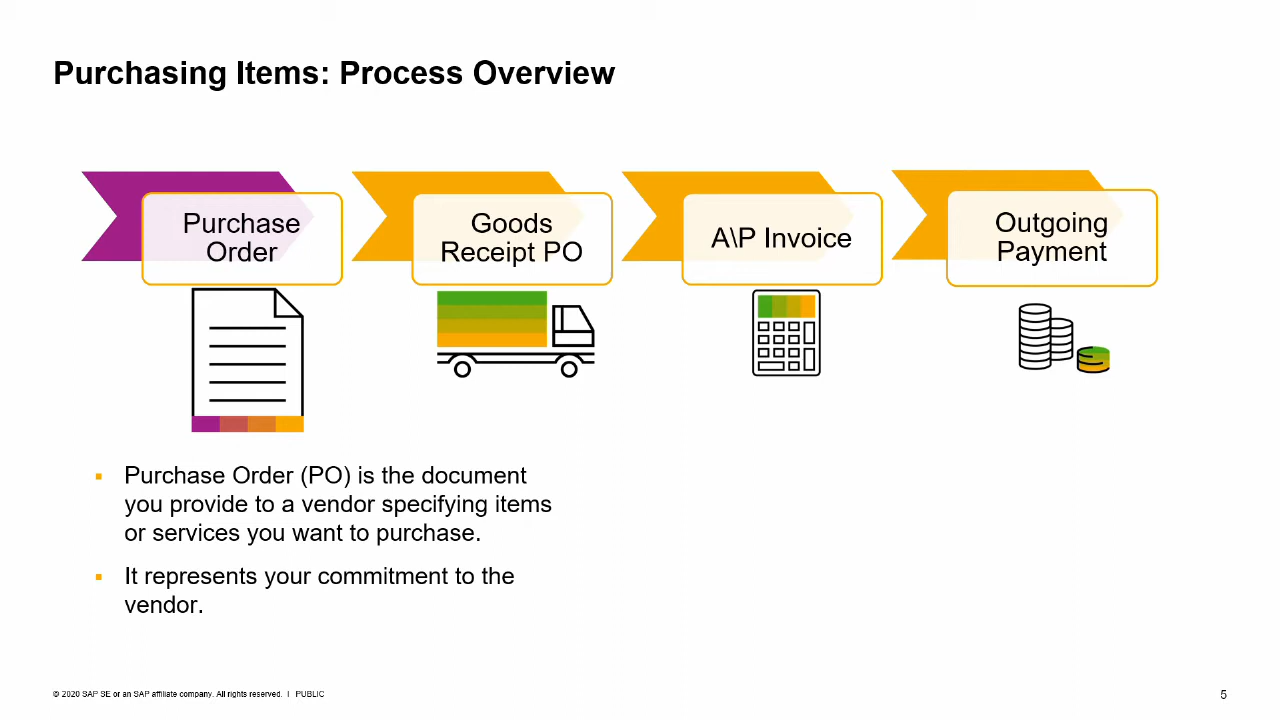 Purchasing Items: Process Overview
Purchase
Order
Goods
Receipt PO
A\P Invoice
Outgoing
Payment
Purchase Order (PO) is the document
you provide to a vendor specifying items
or services you want to purchase.
It represents your commitment to the
vendor.
© 2020 SAP SE or an SAP affiliate company. All rights reserved. I PUBLIC
5